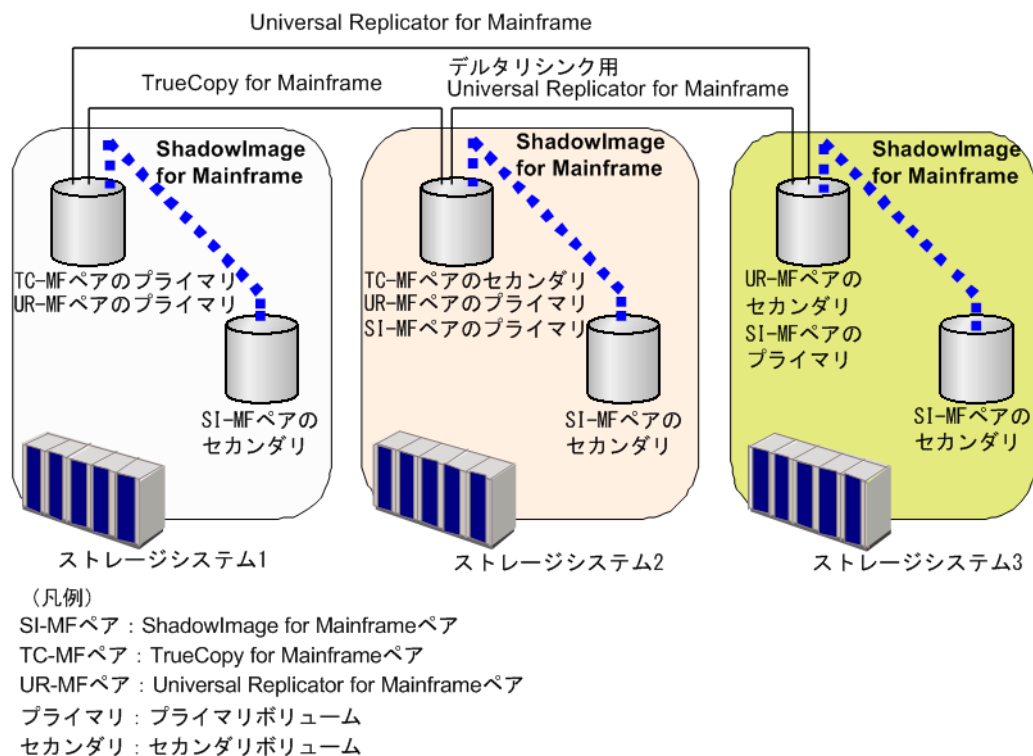 Universal Replicator for Mainframe
TrueCopy for Mainframe
デルタリシンク用
Universal Replicator for Mainframe
ShadowImage
for Mainframe
TC-MFペアのプライマリ
UR-MFペアのプライマリ
SI-MFペアの
セカンダリ
ストレージシステム1
ShadowImage
for Mainframe
TC-MFペアのセカンダリ
UR-MFペアのプライマリ
SI-MFペアのプライマリ
SI-MFペアの
セカンダリ
ストレージシステム2
ShadowImage
for Mainframe
UR-MFペアの
セカンダリ
SI-MFペアの
プライマリ
SI-MFペアの
セカンダリ
ストレージシステム3
（凡例）
SI-MFペア：ShadowImage for Mainframeペア
TC-MFペア：TrueCopy for Mainframeペア
UR-MFペア：Universal Replicator for Mainframeペア
プライマリ：プライマリボリューム
セカンダリ：セカンダリボリューム